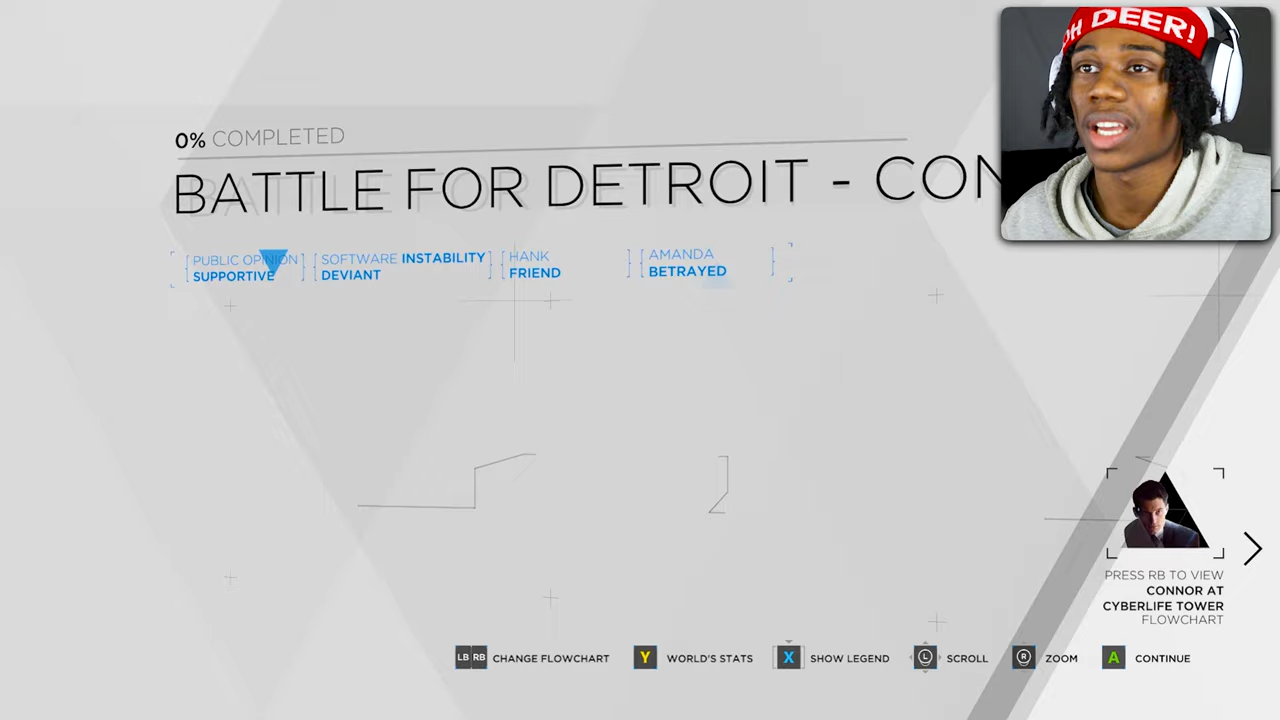 OH DEER!
0% COMPLETED
BATTLE FOR DETROIT - CON
PUBLIC OPINION
SUPPORTIVE
SOFTWARE INSTABILITY
DEVIANT
HANK
FRIEND
AMANDA
BETRAYED
PRESS RB TO VIEW
CONNOR AT
CYBERLIFE TOWER
FLOWCHART
LB RB CHANGE FLOWCHART
Y WORLD'S STATS
X SHOW LEGEND
L SCROLL
R ZOOM
A CONTINUE